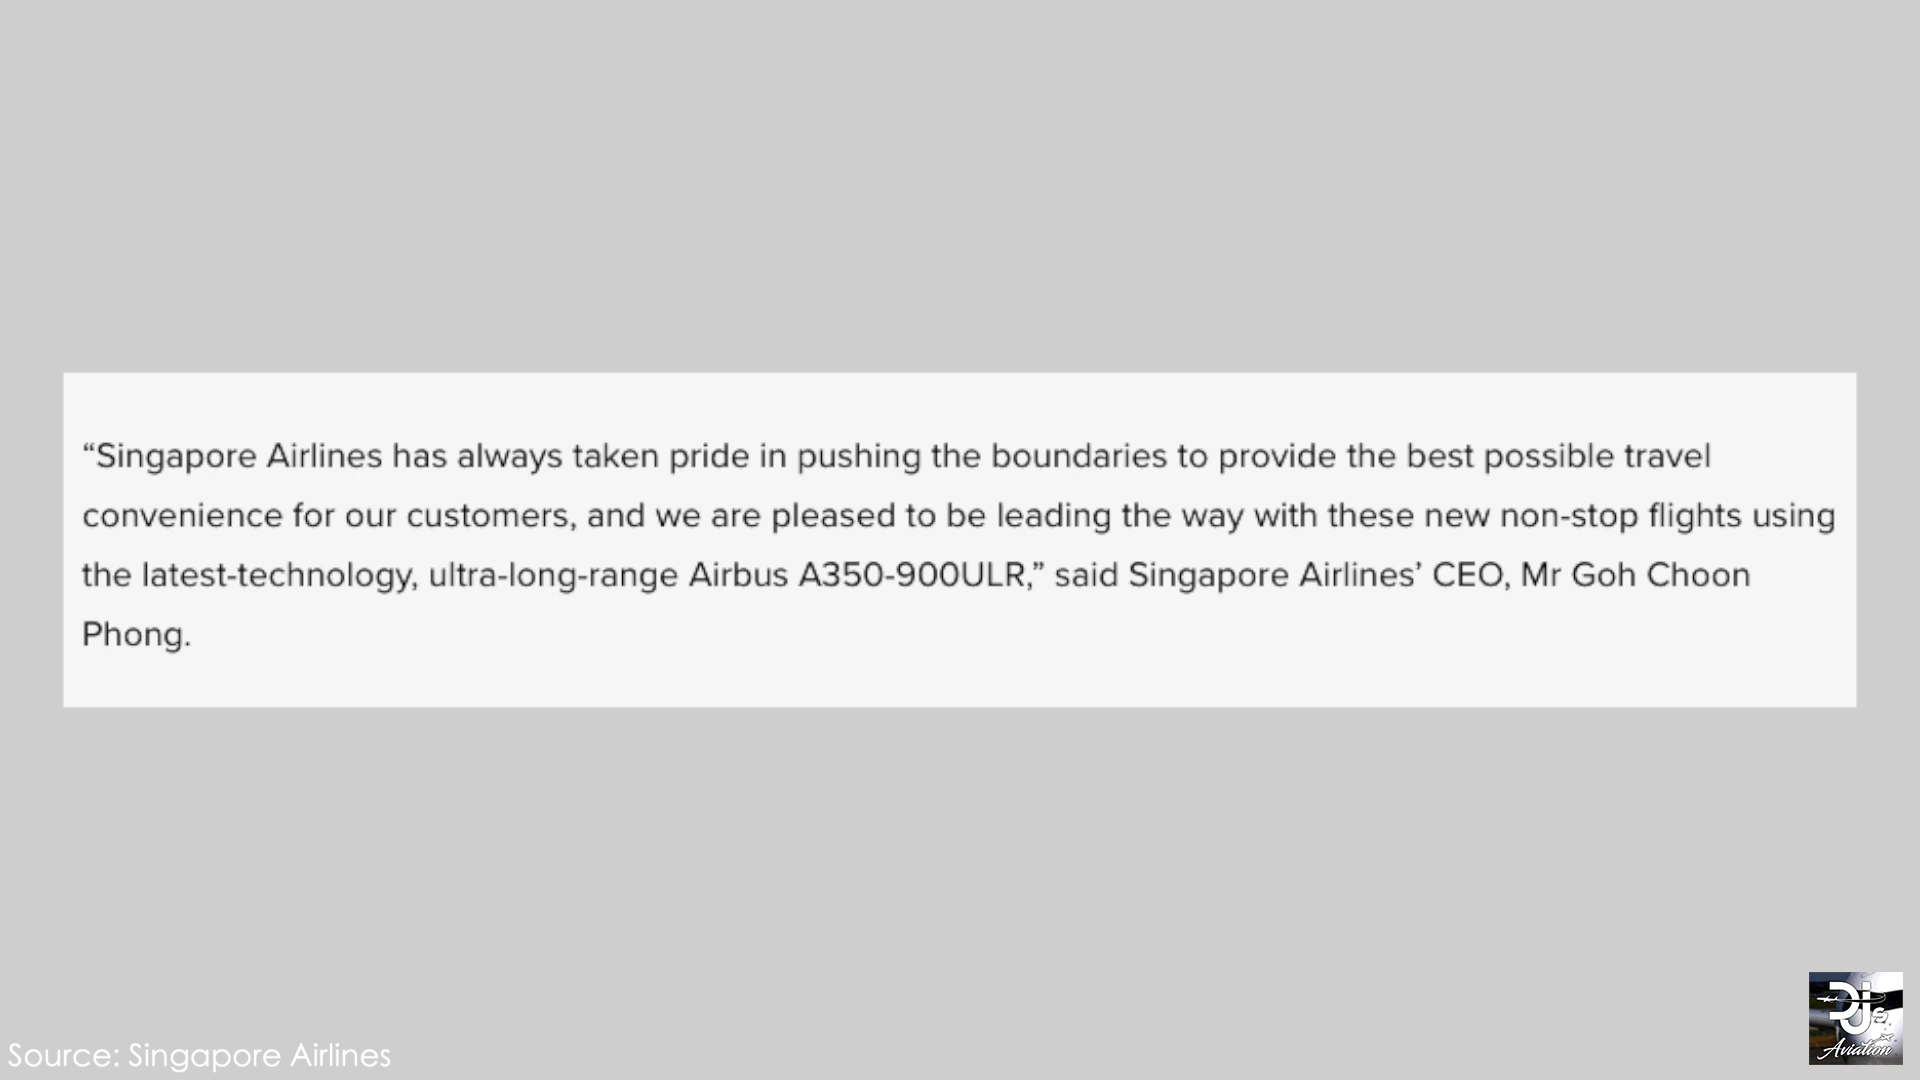 “Singapore Airlines has always taken pride in pushing the boundaries to provide the best possible travel
convenience for our customers, and we are pleased to be leading the way with these new non-stop flights using
the latest-technology, ultra-long-range Airbus A350-900ULR,” said Singapore Airlines’ CEO, Mr Goh Choon
Phong.
Source: Singapore Airlines
DJs
Aviation